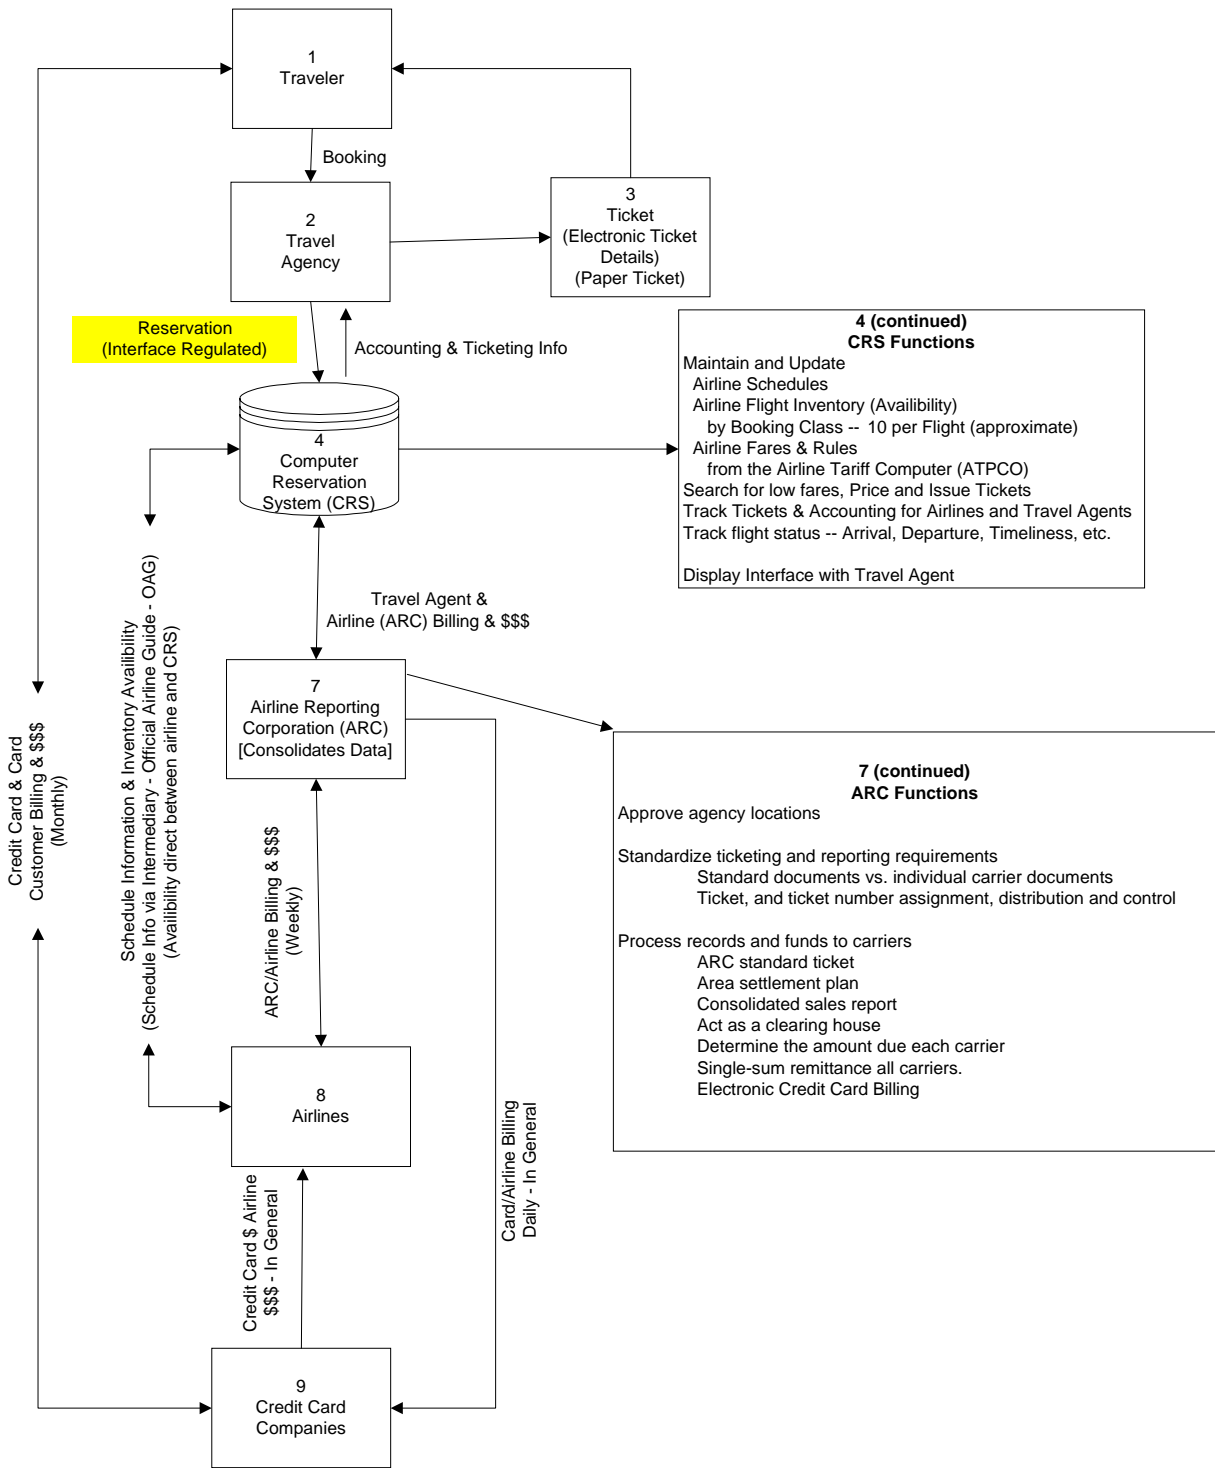 1
Traveler
Booking
2
Travel
Agency
3
Ticket
(Electronic Ticket
Details)
(Paper Ticket)
Reservation
(Interface Regulated)
Accounting & Ticketing Info
4
Computer
Reservation
System (CRS)
4 (continued)
CRS Functions
Maintain and Update
Airline Schedules
Airline Flight Inventory (Availibility)
by Booking Class -- 10 per Flight (approximate)
Airline Fares & Rules
from the Airline Tariff Computer (ATPCO)
Search for low fares, Price and Issue Tickets
Track Tickets & Accounting for Airlines and Travel Agents
Track flight status -- Arrival, Departure, Timeliness, etc.
Display Interface with Travel Agent
Travel Agent &
Airline (ARC) Billing & $$$
7
Airline Reporting
Corporation (ARC)
[Consolidates Data]
Credit Card & Card
Customer Billing & $$$
(Monthly)
Schedule Information & Inventory Availibility
(Schedule Info via Intermediary - Official Airline Guide - OAG)
(Availibility direct between airline and CRS)
ARC/Airline Billing & $$$
(Weekly)
7 (continued)
ARC Functions
Approve agency locations
Standardize ticketing and reporting requirements
Standard documents vs. individual carrier documents
Ticket, and ticket number assignment, distribution and control
Process records and funds to carriers
ARC standard ticket
Area settlement plan
Consolidated sales report
Act as a clearing house
Determine the amount due each carrier
Single-sum remittance all carriers.
Electronic Credit Card Billing
8
Airlines
Credit Card $ Airline
$$$ - In General
Card/Airline Billing
Daily - In General
9
Credit Card
Companies